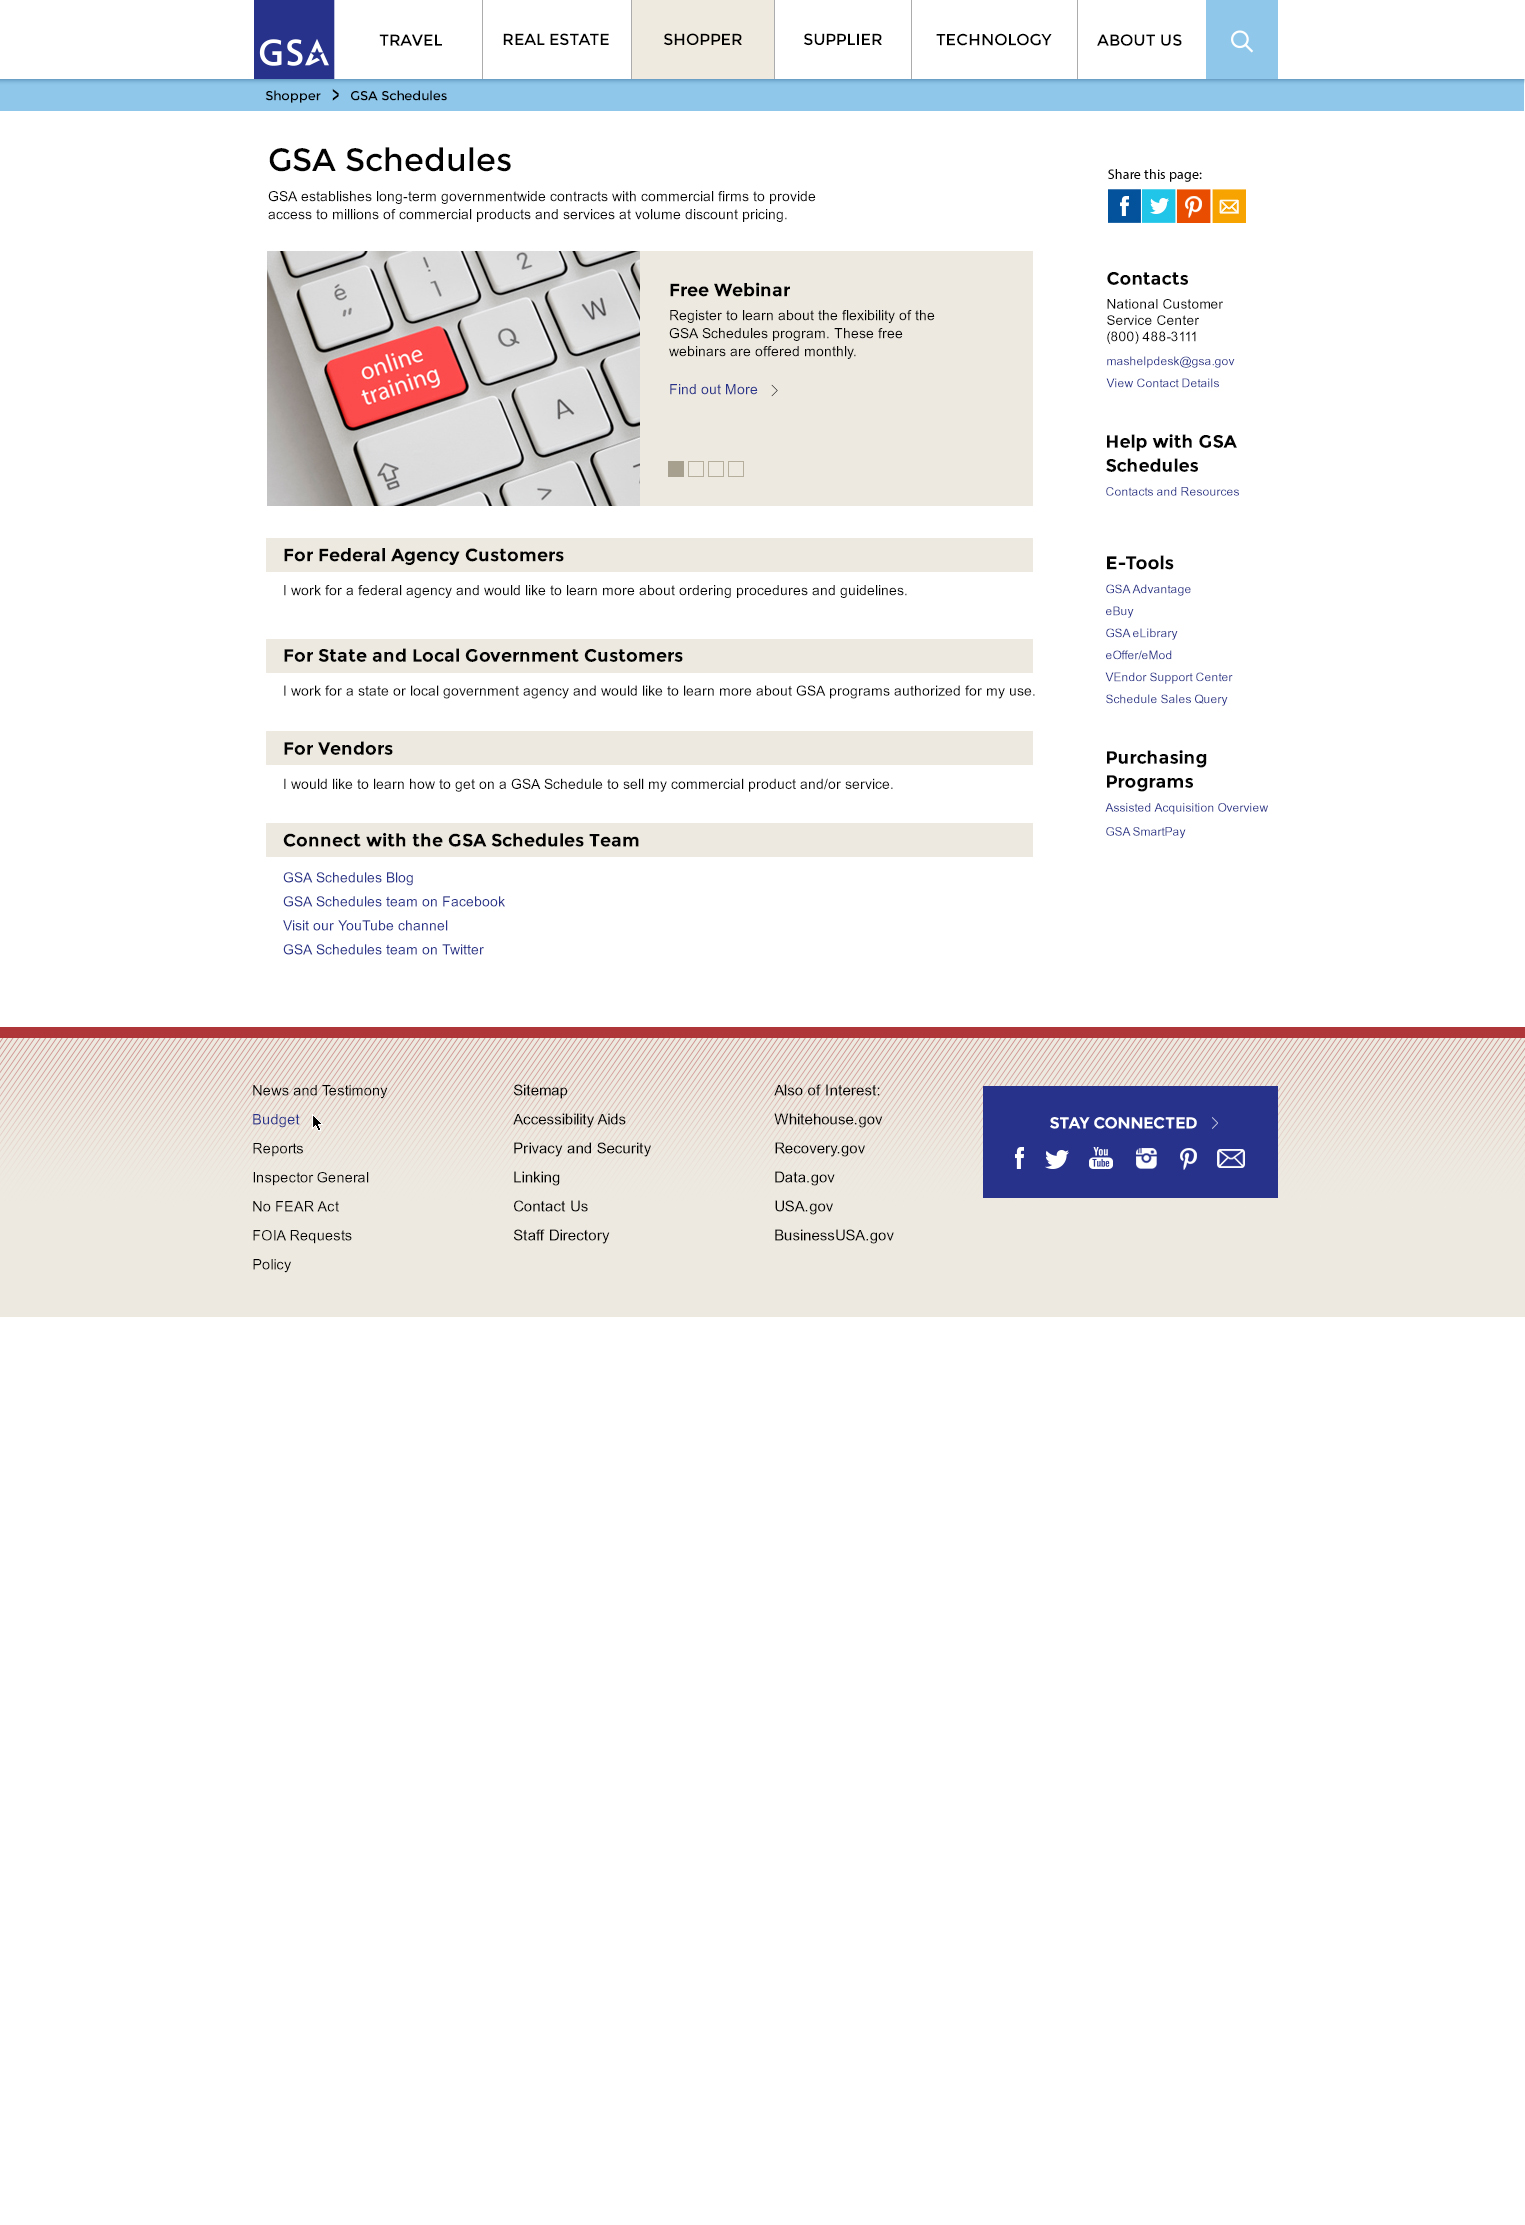 GSA
TRAVEL
REAL ESTATE
SHOPPER
SUPPLIER
TECHNOLOGY
ABOUT US
Shopper > GSA Schedules
GSA Schedules
GSA establishes long-term governmentwide contracts with commercial firms to provide
access to millions of commercial products and services at volume discount pricing.
é
"
!
1
2
Q
W
online
training
A
>
Free Webinar
Register to learn about the flexibility of the
GSA Schedules program. These free
webinars are offered monthly.
Find out More
For Federal Agency Customers
I work for a federal agency and would like to learn more about ordering procedures and guidelines.
For State and Local Government Customers
I work for a state or local government agency and would like to learn more about GSA programs authorized for my use.
For Vendors
I would like to learn how to get on a GSA Schedule to sell my commercial product and/or service.
Connect with the GSA Schedules Team
GSA Schedules Blog
GSA Schedules team on Facebook
Visit our YouTube channel
GSA Schedules team on Twitter
Share this page:
Contacts
National Customer
Service Center
(800) 488-3111
mashelpdesk@gsa.gov
View Contact Details
Help with GSA
Schedules
Contacts and Resources
E-Tools
GSA Advantage
eBuy
GSA eLibrary
eOffer/eMod
VEndor Support Center
Schedule Sales Query
Purchasing
Programs
Assisted Acquisition Overview
GSA SmartPay
News and Testimony
Budget
Reports
Inspector General
No FEAR Act
FOIA Requests
Policy
Sitemap
Accessibility Aids
Privacy and Security
Linking
Contact Us
Staff Directory
Also of Interest:
Whitehouse.gov
Recovery.gov
Data.gov
USA.gov
BusinessUSA.gov
STAY CONNECTED
You
Tube